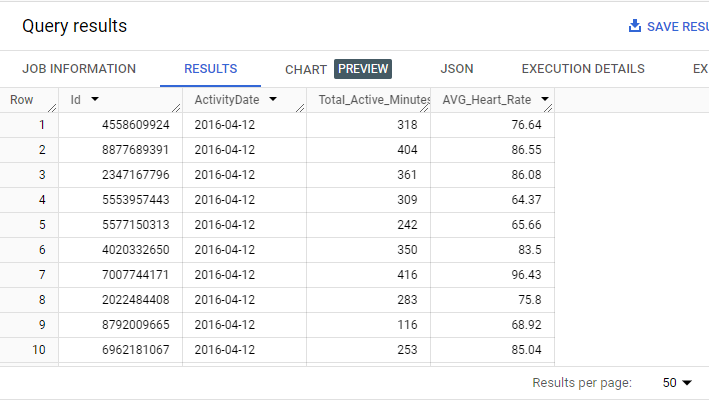 Query results
SAVE RESU
JOB INFORMATION RESULTS CHART PREVIEW JSON EXECUTION DETAILS EX
Row Id ActivityDate Total_Active_Minutes AVG_Heart_Rate
1 4558609924 2016-04-12 318 76.64
2 8877689391 2016-04-12 404 86.55
3 2347167796 2016-04-12 361 86.08
4 5553957443 2016-04-12 309 64.37
5 5577150313 2016-04-12 242 65.66
6 4020332650 2016-04-12 350 83.5
7 7007744171 2016-04-12 416 96.43
8 2022484408 2016-04-12 283 75.8
9 8792009665 2016-04-12 116 68.92
10 6962181067 2016-04-12 253 85.04
Results per page: 50